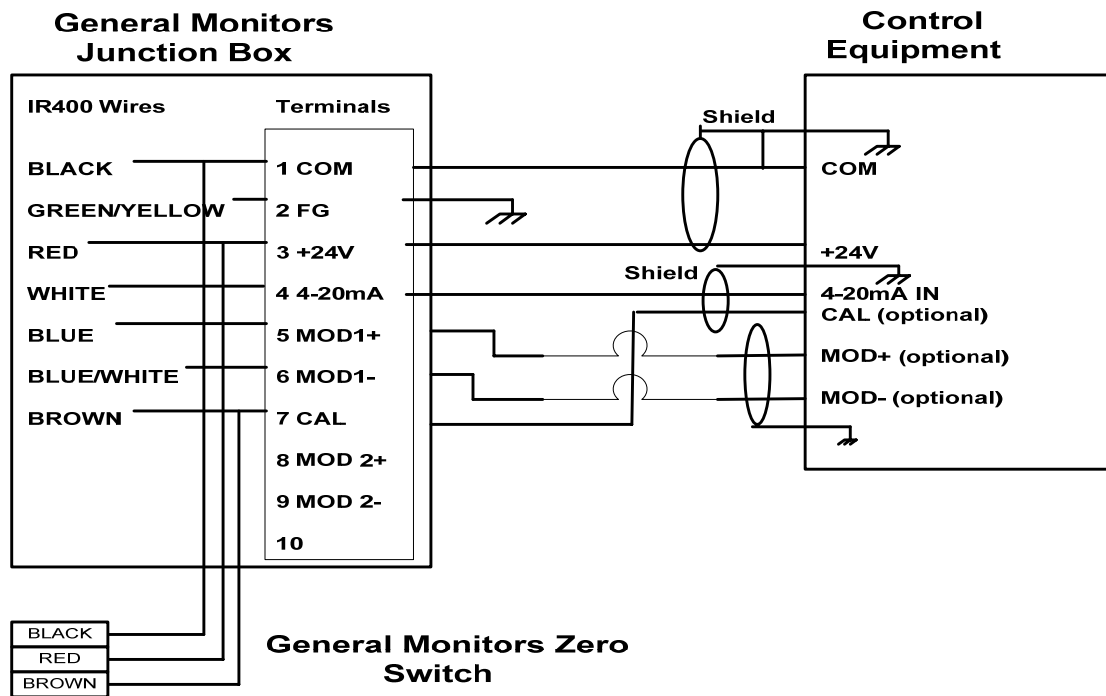 General Monitors
Junction Box
Control
Equipment
IR400 Wires
Terminals
Shield
BLACK
1 COM
COM
GREEN/YELLOW
2 FG
RED
3 +24V
+24V
Shield
WHITE
4 4-20mA
4-20mA IN
CAL (optional)
BLUE
5 MOD1+
MOD+ (optional)
BLUE/WHITE
6 MOD1-
MOD- (optional)
BROWN
7 CAL
8 MOD 2+
9 MOD 2-
10
BLACK
RED
BROWN
General Monitors Zero
Switch